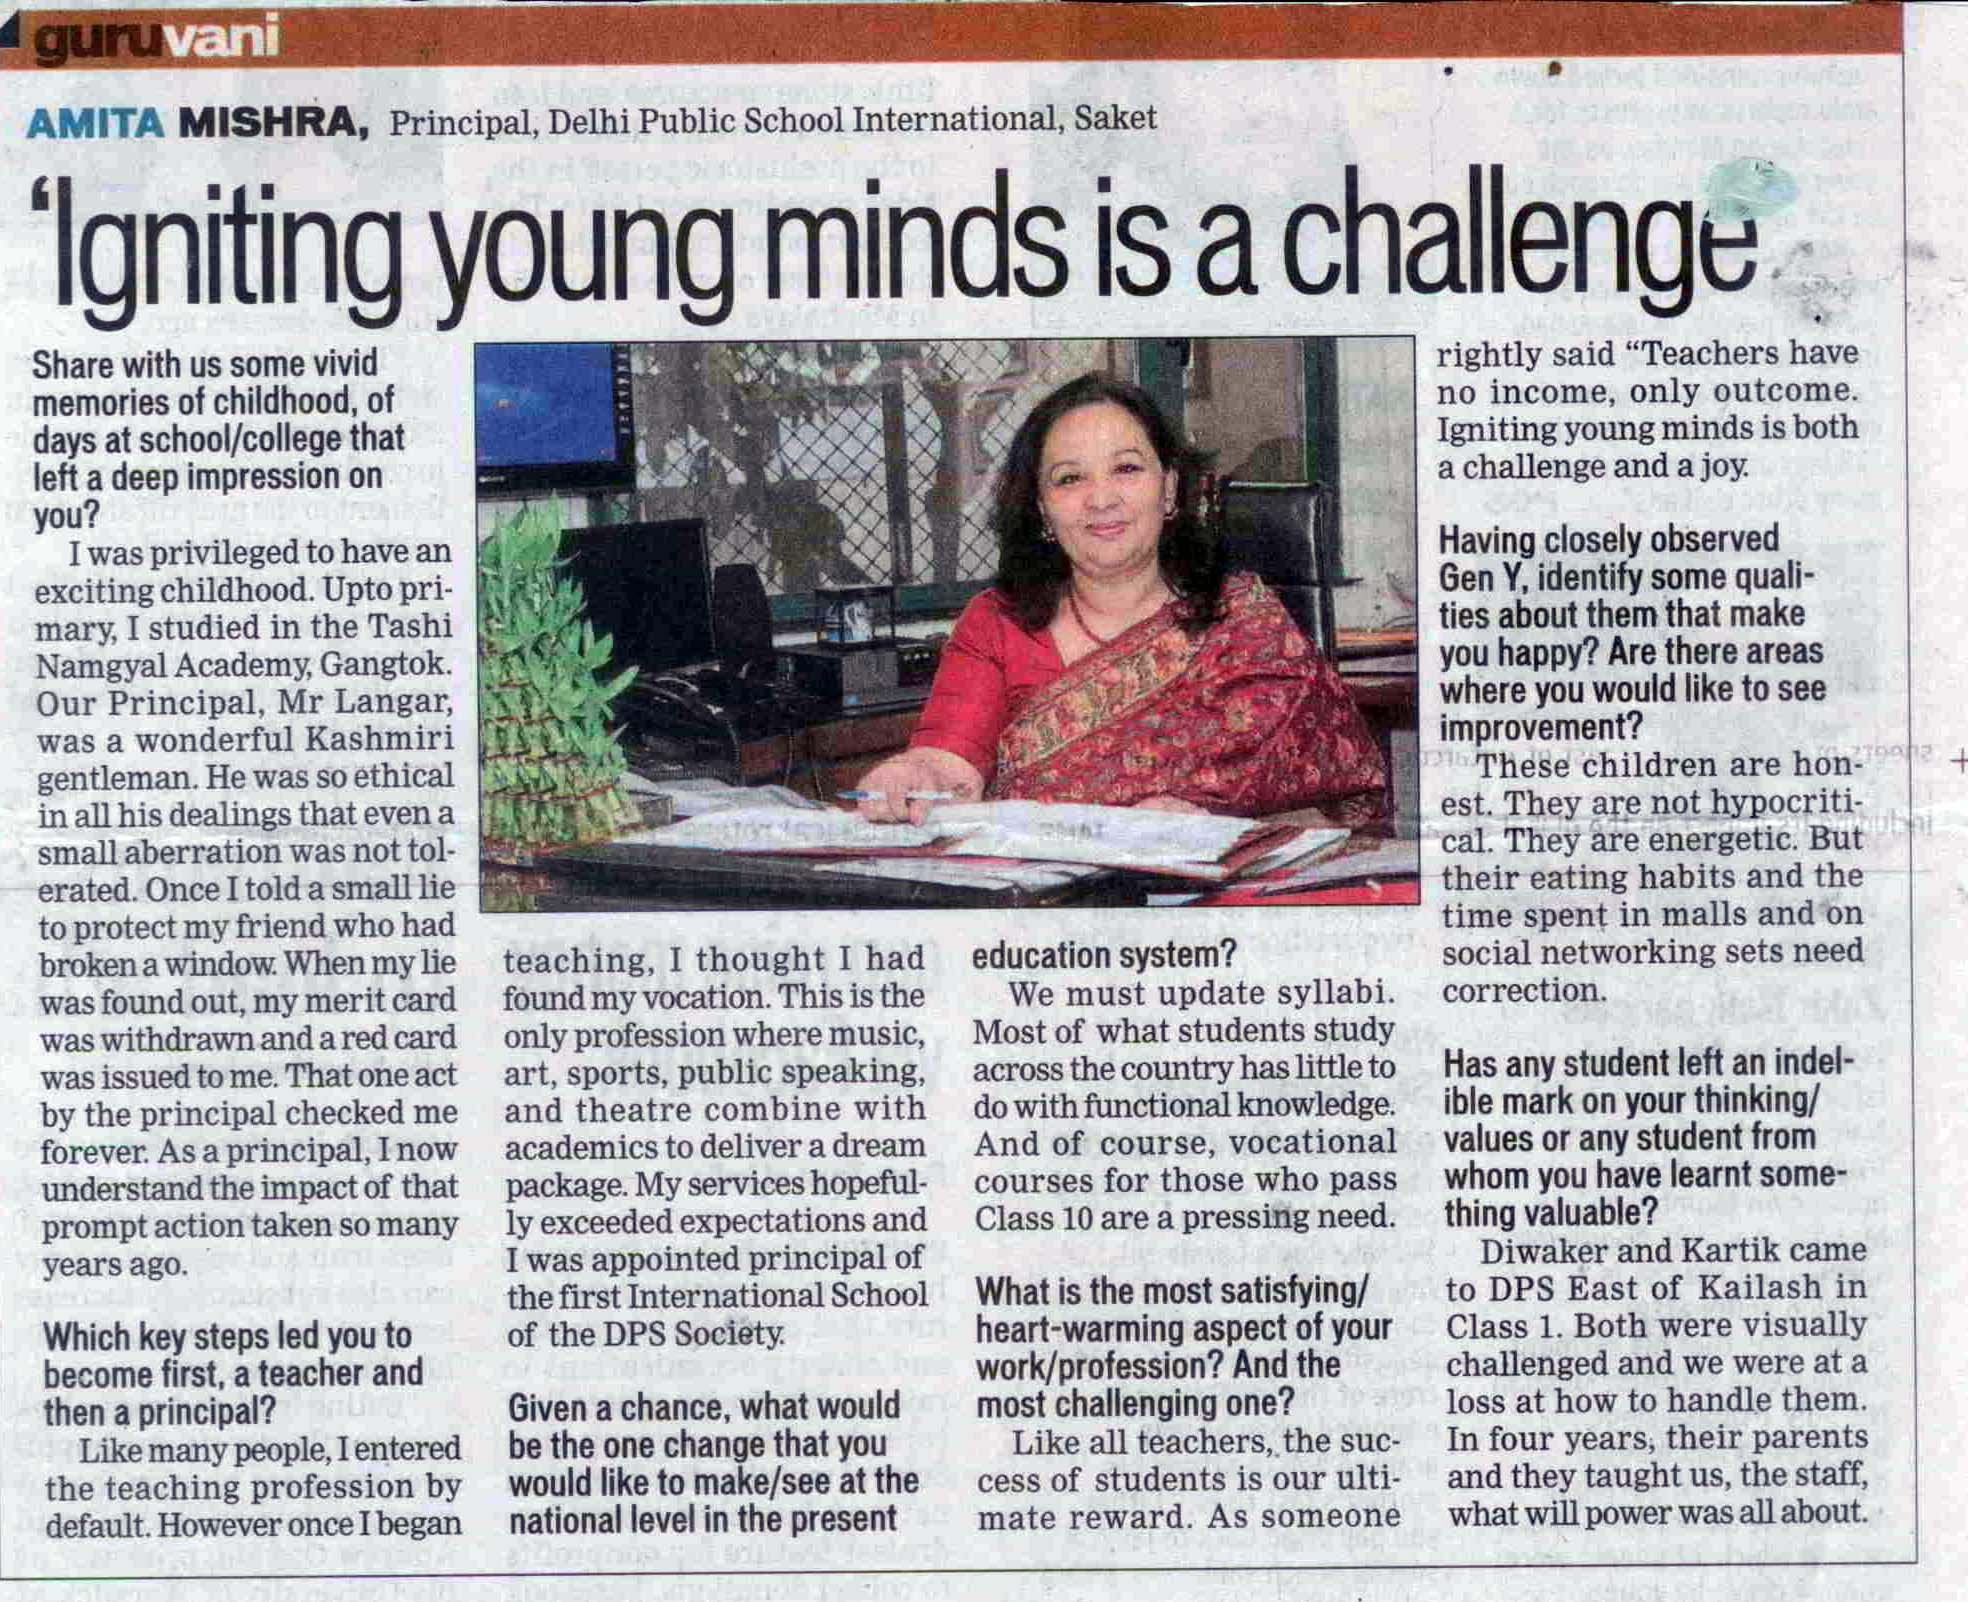 guruvani
AMITA MISHRA, Principal, Delhi Public School International, Saket
‘Igniting young minds is a challenge
Share with us some vivid
memories of childhood, of
days at school/college that
left a deep impression on
you?
I was privileged to have an
exciting childhood. Upto pri-
mary, I studied in the Tashi
Namgyal Academy, Gangtok.
Our Principal, Mr Langar,
was a wonderful Kashmiri
gentleman. He was so ethical
in all his dealings that even a
small aberration was not tol-
erated. Once I told a small lie
to protect my friend who had
broken a window. When my lie
was found out, my merit card
was withdrawn and a red card
was issued to me. That one act
by the principal checked me
forever. As a principal, I now
understand the impact of that
prompt action taken so many
years ago.
Which key steps led you to
become first, a teacher and
then a principal?
Like many people, I entered
the teaching profession by
default. However once I began
teaching, I thought I had
found my vocation. This is the
only profession where music,
art, sports, public speaking,
and theatre combine with
academics to deliver a dream
package. My services hopeful-
ly exceeded expectations and
I was appointed principal of
the first International School
of the DPS Society.
Given a chance, what would
be the one change that you
would like to make/see at the
national level in the present
education system?
We must update syllabi.
Most of what students study
across the country has little to
do with functional knowledge.
And of course, vocational
courses for those who pass
Class 10 are a pressing need.
What is the most satisfying/
heart-warming aspect of your
work/profession? And the
most challenging one?
Like all teachers, the suc-
cess of students is our ulti-
mate reward. As someone
rightly said “Teachers have
no income, only outcome.
Igniting young minds is both
a challenge and a joy.
Having closely observed
Gen Y, identify some quali-
ties about them that make
you happy? Are there areas
where you would like to see
improvement?
These children are hon-
est. They are not hypocriti-
cal. They are energetic. But
their eating habits and the
time spent in malls and on
social networking sets need
correction.
Has any student left an indel-
ible mark on your thinking/
values or any student from
whom you have learnt some-
thing valuable?
Diwaker and Kartik came
to DPS East of Kailash in
Class 1. Both were visually
challenged and we were at a
loss at how to handle them.
In four years, their parents
and they taught us, the staff,
what will power was all about.